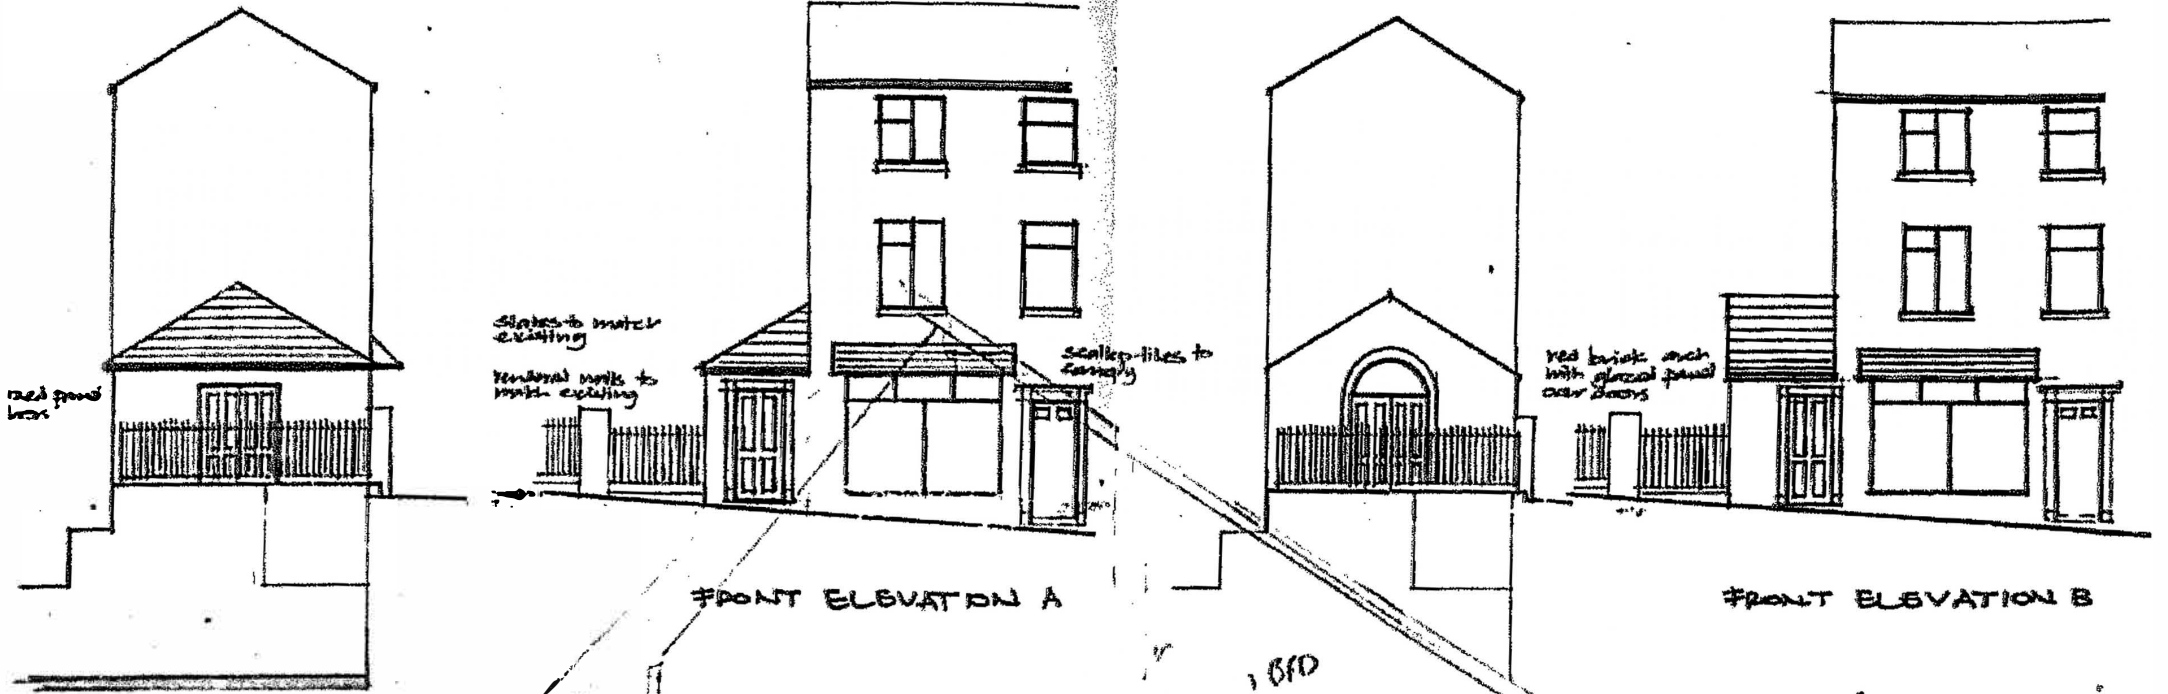 slates to match
existing
walls to
match existing
scallop tiles to
canopy
FRONT ELEVATION A
red brick arch
with glazed panel
over doors
FRONT ELEVATION B